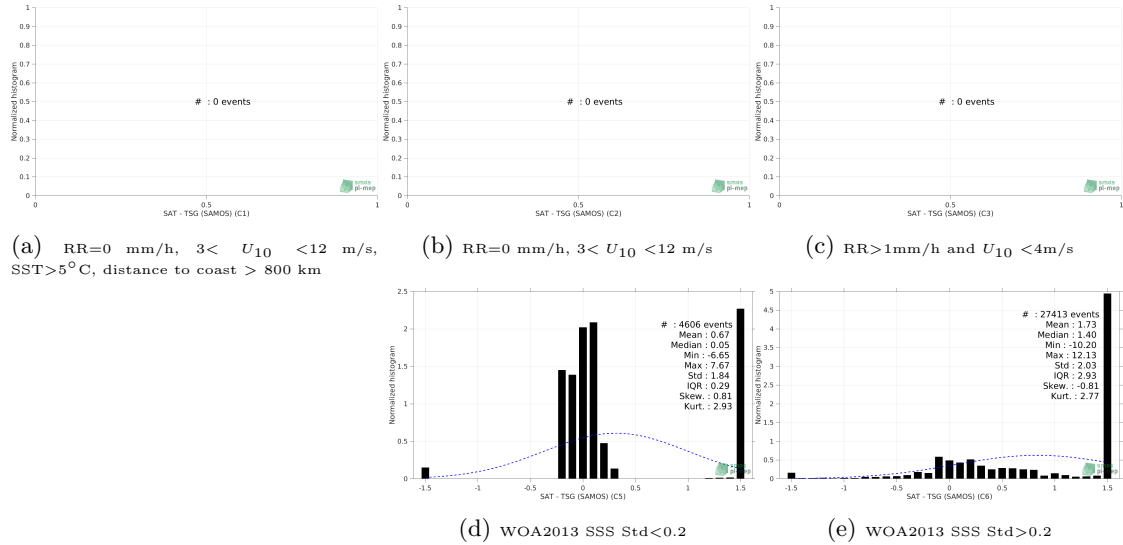 1
0.9
0.8
0.7
0.6
0.5
0.4
0.3
0.2
0.1
0
Normalized histogram
# : 0 events
smos
pi-mep
0 0.5 1
SAT - TSG (SAMOS) (C1)
1
0.9
0.8
0.7
0.6
0.5
0.4
0.3
0.2
0.1
0
Normalized histogram
# : 0 events
smos
pi-mep
0 0.5 1
SAT - TSG (SAMOS) (C2)
1
0.9
0.8
0.7
0.6
0.5
0.4
0.3
0.2
0.1
0
Normalized histogram
# : 0 events
smos
pi-mep
0 0.5 1
SAT - TSG (SAMOS) (C3)
(a) RR=0 mm/h, 3< U10 <12 m/s,
SST>5°C, distance to coast > 800 km
(b) RR=0 mm/h, 3< U10 <12 m/s
(c) RR>1mm/h and U10 <4m/s
2.5
2
1.5
1
0.5
0
Normalized histogram
# : 4606 events
Mean : 0.67
Median : 0.05
Min : -6.65
Max : 7.67
Std : 1.84
IQR : 0.29
Skew. : 0.81
Kurt. : 2.93
smos
pi-mep
-1.5 -1 -0.5 0 0.5 1 1.5
SAT - TSG (SAMOS) (C5)
5
4.5
4
3.5
3
2.5
2
1.5
1
0.5
0
Normalized histogram
# : 27413 events
Mean : 1.73
Median : 1.40
Min : -10.20
Max : 12.13
Std : 2.03
IQR : 2.93
Skew. : -0.81
Kurt. : 2.77
smos
pi-mep
-1.5 -1 -0.5 0 0.5 1 1.5
SAT - TSG (SAMOS) (C6)
(d) WOA2013 SSS Std<0.2
(e) WOA2013 SSS Std>0.2